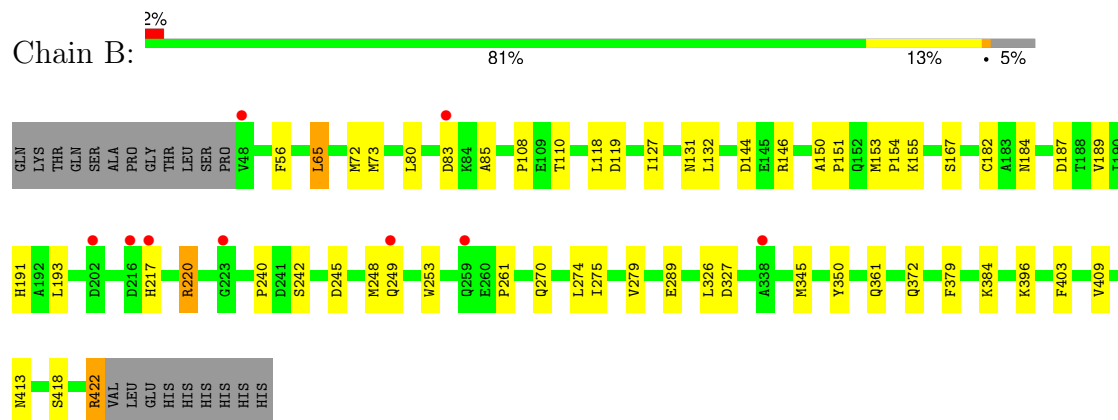 2%
Chain B:
81% 13% • 5%
GLN LYS THR GLN SER ALA PRO GLY THR LEU SER PRO V48 F56 L65 M72 M73 L80 D83 K84 A85 P108 E109 T110 L118 D119 I127 N131 L132 D144 E145 R146 A150 P151 Q152 M153 P154 K155 S167 C182 A183 N184 D187 T188 V189 I190
H191 A192 L193 D202 D216 H217 R220 G223 P240 D241 S242 D245 M248 Q249 W253 Q259 E260 P261 Q270 L274 I275 V279 E289 L326 D327 A338 M345 Y350 Q361 Q372 F379 K384 K396 F403 V409
N413 S418 R422 VAL LEU GLU HIS HIS HIS HIS HIS HIS